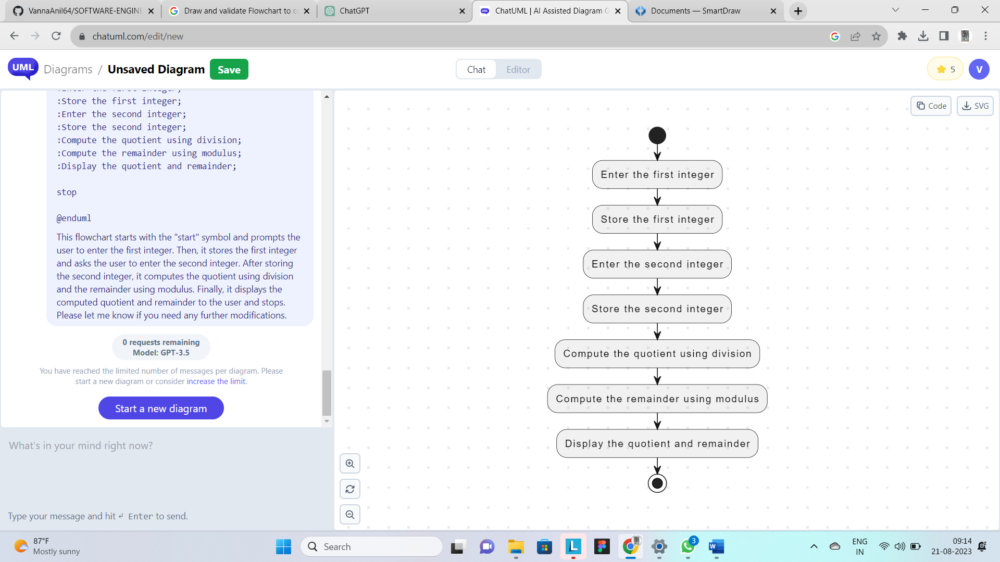 VannaAnil64/SOFTWARE-ENGINE
Draw and validate Flowchart to c
ChatGPT
ChatUML | AI Assisted Diagram G
Documents — SmartDraw
chatuml.com/edit/new
UML
Diagrams / Unsaved Diagram
Save
Chat
Editor
5
V
:Enter the first integer;
:Store the first integer;
:Enter the second integer;
:Store the second integer;
:Compute the quotient using division;
:Compute the remainder using modulus;
:Display the quotient and remainder;
stop
@enduml
This flowchart starts with the "start" symbol and prompts the
user to enter the first integer. Then, it stores the first integer
and asks the user to enter the second integer. After storing
the second integer, it computes the quotient using division
and the remainder using modulus. Finally, it displays the
computed quotient and remainder to the user and stops.
Please let me know if you need any further modifications.
0 requests remaining
Model: GPT-3.5
You have reached the limited number of messages per diagram. Please
start a new diagram or consider increase the limit.
Start a new diagram
What's in your mind right now?
Type your message and hit ↵ Enter to send.
Code
SVG
Enter the first integer
Store the first integer
Enter the second integer
Store the second integer
Compute the quotient using division
Compute the remainder using modulus
Display the quotient and remainder
87°F
Mostly sunny
Search
L
3
W
ENG
IN
09:14
21-08-2023